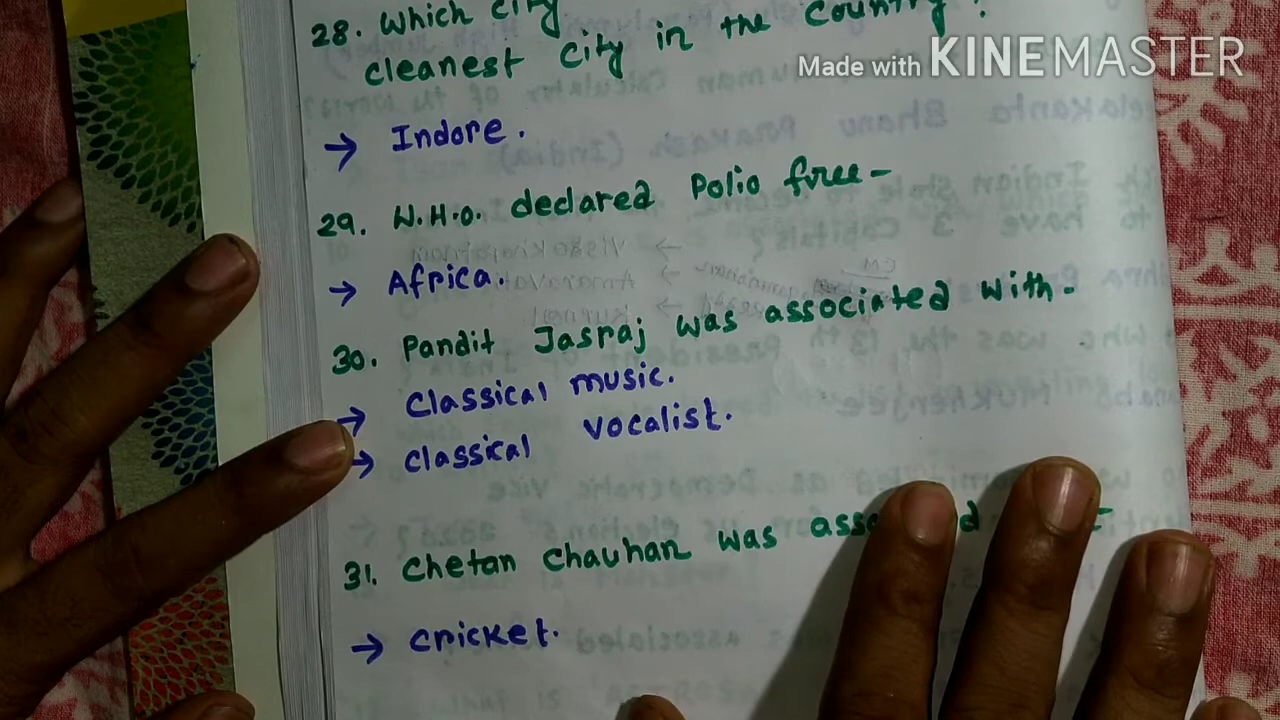 28. Which city
cleanest city in the country?
Made with KINEMASTER
→ Indore.
29. W.H.O. declared Polio free-
→ Africa.
30. Pandit Jasraj was associated with-
→ Classical music.
→ classical vocalist.
31. Chetan Chauhan was
→ cricket.